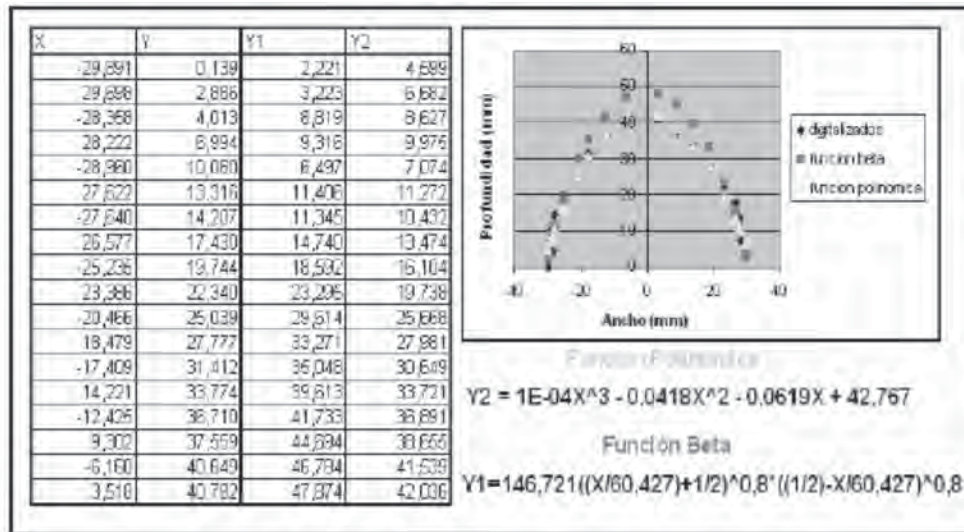 X Y Y1 Y2
-29,891 0,139 2,221 4,699
29,698 2,886 3,223 6,682
-28,358 4,013 8,819 8,627
28,222 6,994 9,316 9,975
-28,960 10,060 6,497 7,074
27,622 13,316 11,406 11,272
-27,640 14,207 11,345 10,432
26,577 17,430 14,740 13,474
-25,235 19,744 18,592 16,104
23,386 22,340 23,295 19,738
-20,466 25,039 29,614 25,668
18,479 27,777 33,271 27,981
-17,409 31,412 35,048 30,649
14,221 33,774 39,613 33,721
-12,425 36,710 41,733 36,891
9,302 37,559 44,694 38,655
-6,160 40,649 46,784 41,539
3,518 40,782 47,874 42,036
Profundidad (mm)
60
50
40
30
20
10
0
-40 -20 0 20 40
Ancho (mm)
digitalizados
funcion beta
funcion polinomica
Funcion Polinomica
Y2 = 1E-04X^3 - 0.0418X^2 - 0.0619X + 42,767
Función Beta
Y1=146,721((X/60,427)+1/2)^0,8*((1/2)-X/60,427)^0,8